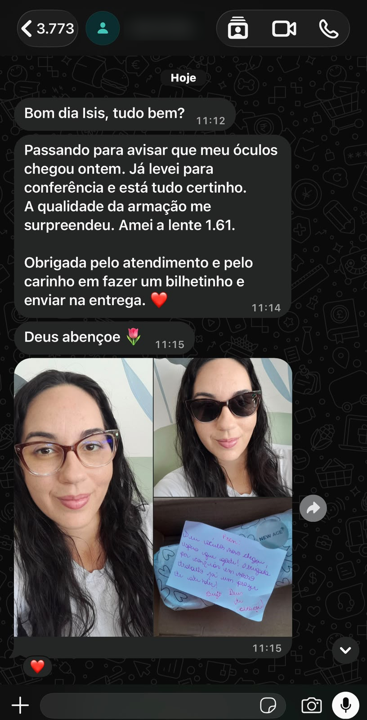 3.773
Hoje
Bom dia Isis, tudo bem?
11:12
Passando para avisar que meu óculos
chegou ontem. Já levei para
conferência e está tudo certinho.
A qualidade da armação me
surpreendeu. Amei a lente 1.61.
Obrigada pelo atendimento e pelo
carinho em fazer um bilhetinho e
enviar na entrega. ❤️
11:14
Deus abençoe 🌷
11:15
11:15
❤️